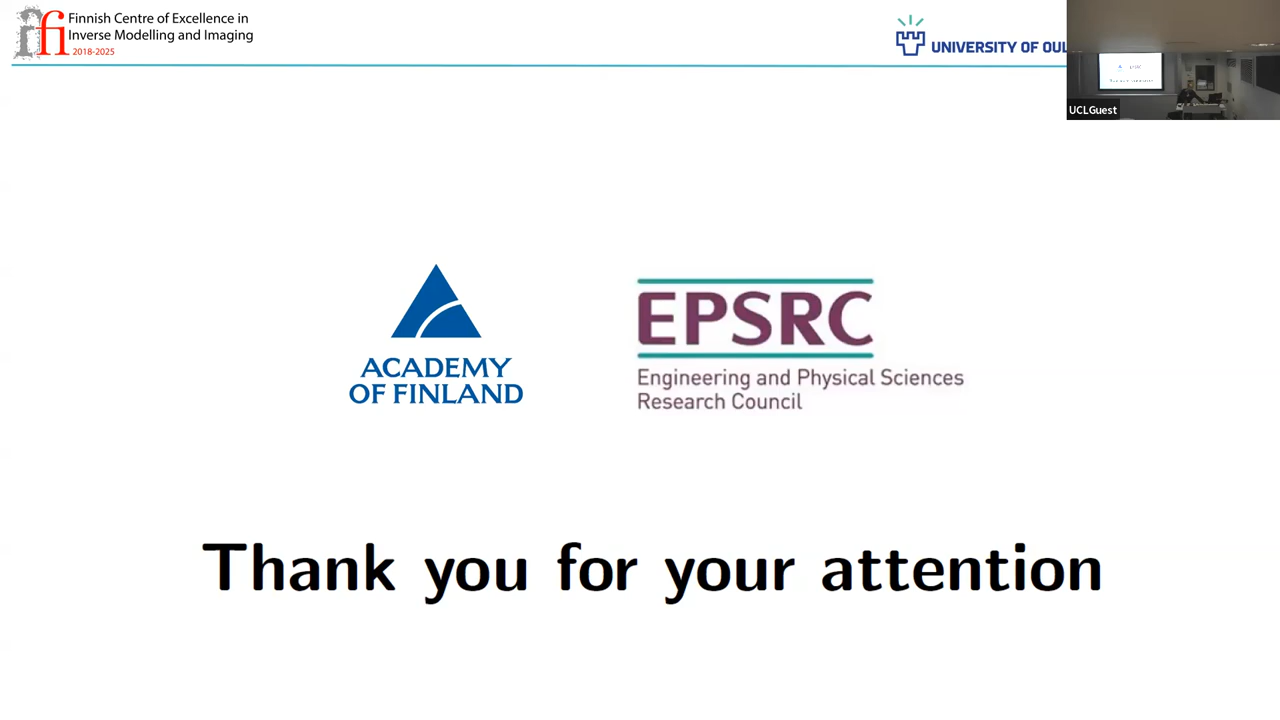 Finnish Centre of Excellence in
Inverse Modelling and Imaging
2018-2025
fi
UNIVERSITY OF OUL
UCLGuest
ACADEMY
OF FINLAND
EPSRC
Engineering and Physical Sciences
Research Council
Thank you for your attention